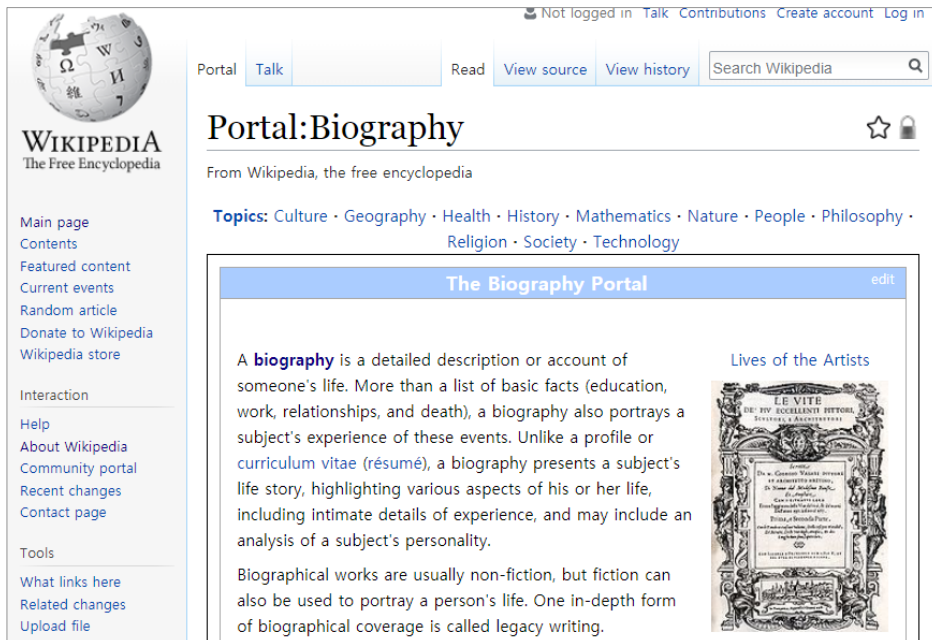 Not logged in Talk Contributions Create account Log in
Portal Talk Read View source View history Search Wikipedia
WIKIPEDIA
The Free Encyclopedia
Portal:Biography
From Wikipedia, the free encyclopedia
Topics: Culture · Geography · Health · History · Mathematics · Nature · People · Philosophy ·
Religion · Society · Technology
Main page
Contents
Featured content
Current events
Random article
Donate to Wikipedia
Wikipedia store
Interaction
Help
About Wikipedia
Community portal
Recent changes
Contact page
Tools
What links here
Related changes
Upload file
The Biography Portal
edit
A biography is a detailed description or account of
someone's life. More than a list of basic facts (education,
work, relationships, and death), a biography also portrays a
subject's experience of these events. Unlike a profile or
curriculum vitae (résumé), a biography presents a subject's
life story, highlighting various aspects of his or her life,
including intimate details of experience, and may include an
analysis of a subject's personality.
Biographical works are usually non-fiction, but fiction can
also be used to portray a person's life. One in-depth form
of biographical coverage is called legacy writing.
Lives of the Artists
LE VITE
DE' PIV ECCELLENTI PITTORI,
SCVLTORI, E ARCHITETTORI